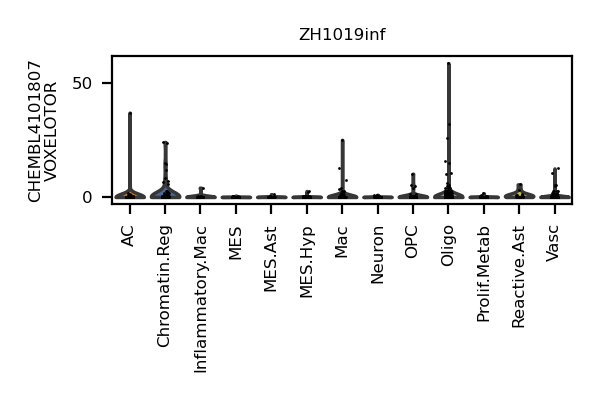 ZH1019inf
CHEMBL4101807
VOXELOTOR
50
0
AC
Chromatin.Reg
Inflammatory.Mac
MES
MES.Ast
MES.Hyp
Mac
Neuron
OPC
Oligo
Prolif.Metab
Reactive.Ast
Vasc